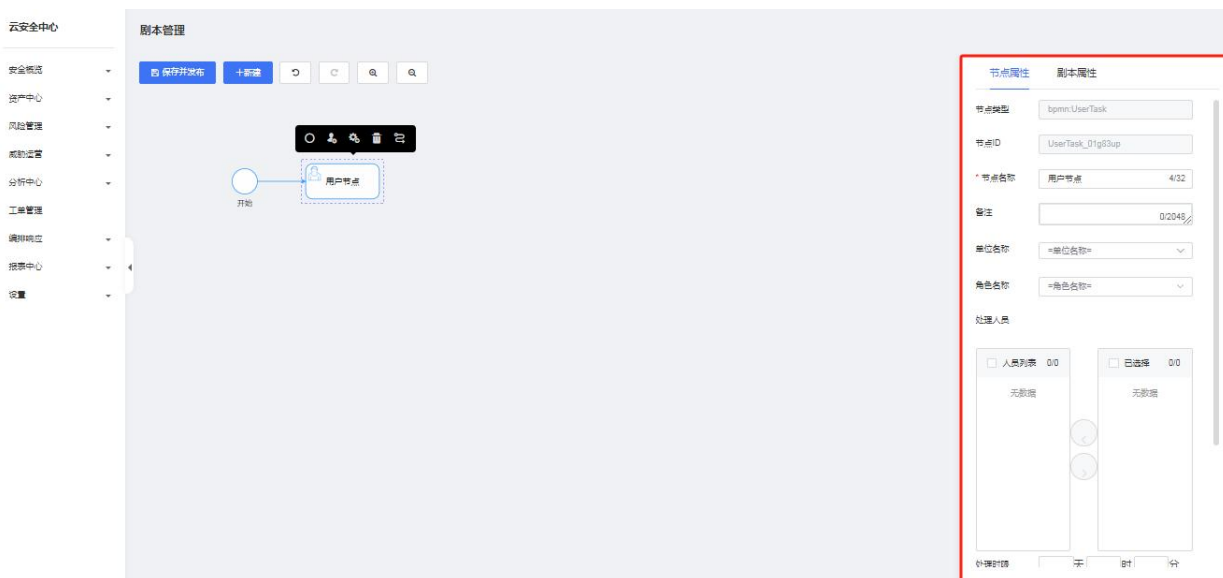 云安全中心
剧本管理
安全概览
资产中心
风险管理
威胁运营
分析中心
工单管理
编排响应
报表中心
设置
保存并发布
+新建
开始
用户节点
节点属性
剧本属性
节点类型
bpmn:UserTask
节点ID
UserTask_01g83up
* 节点名称
用户节点
4/32
备注
0/2048
单位名称
=单位名称=
角色名称
=角色名称=
处理人员
人员列表 0/0
已选择 0/0
无数据
无数据
处理时限
天
时
分